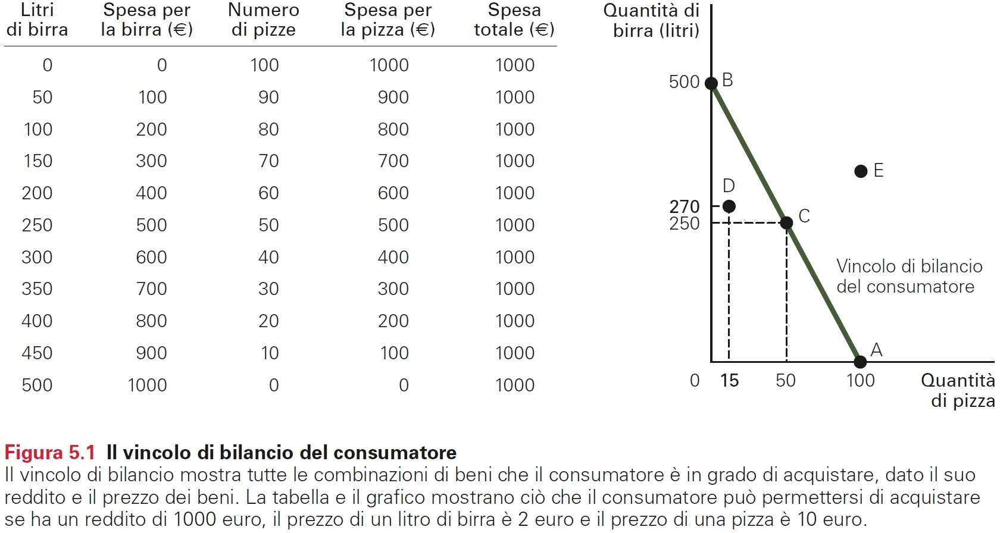 Litri di birra Spesa per la birra (€) Numero di pizze Spesa per la pizza (€) Spesa totale (€)
0 0 100 1000 1000
50 100 90 900 1000
100 200 80 800 1000
150 300 70 700 1000
200 400 60 600 1000
250 500 50 500 1000
300 600 40 400 1000
350 700 30 300 1000
400 800 20 200 1000
450 900 10 100 1000
500 1000 0 0 1000
Quantità di
birra (litri)
500 B
E
D
270
250 C
Vincolo di bilancio
del consumatore
A
0 15 50 100 Quantità
di pizza
Figura 5.1 Il vincolo di bilancio del consumatore
Il vincolo di bilancio mostra tutte le combinazioni di beni che il consumatore è in grado di acquistare, dato il suo
reddito e il prezzo dei beni. La tabella e il grafico mostrano ciò che il consumatore può permettersi di acquistare
se ha un reddito di 1000 euro, il prezzo di un litro di birra è 2 euro e il prezzo di una pizza è 10 euro.